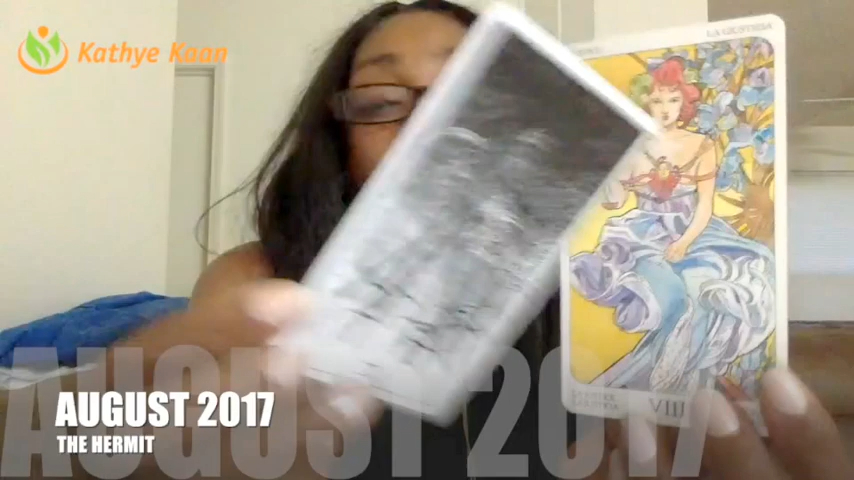 Kathye Kaan
LA GIUSTIZIA
AUGUST 2017
AUGUST 2017
THE HERMIT
VIII